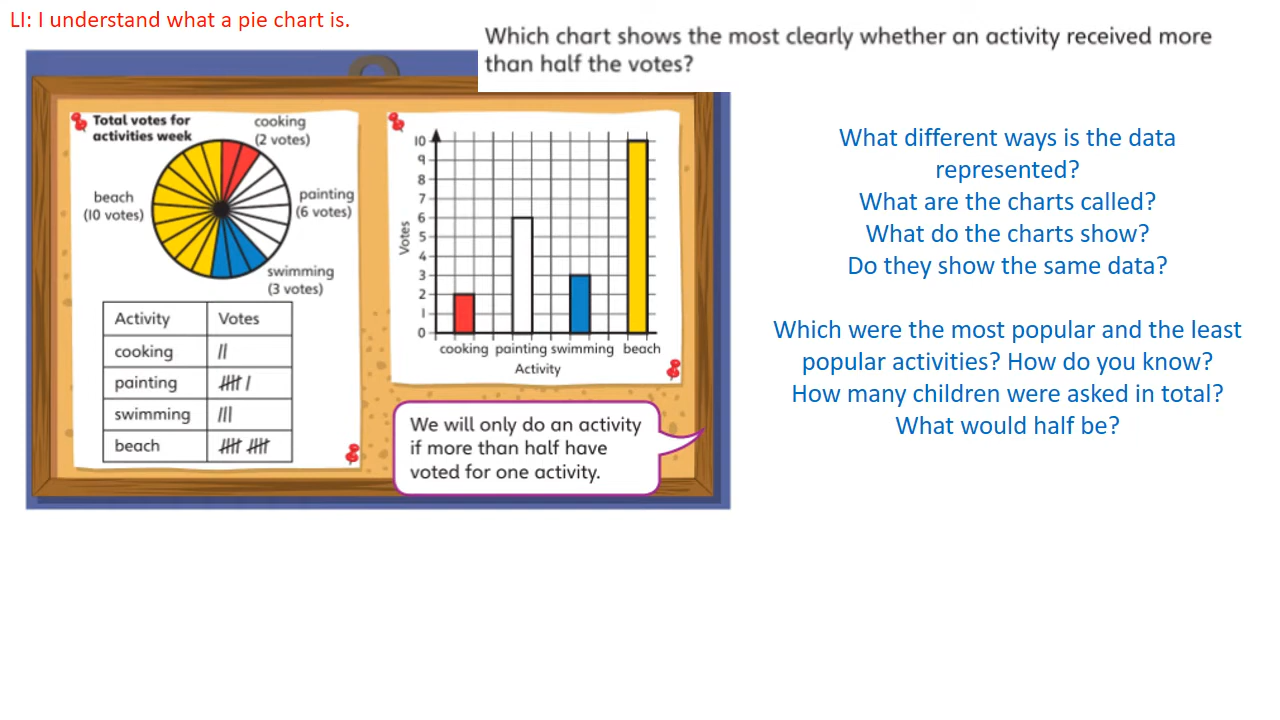 LI: I understand what a pie chart is.
Which chart shows the most clearly whether an activity received more
than half the votes?
Total votes for
activities week
cooking
(2 votes)
painting
(6 votes)
swimming
(3 votes)
beach
(10 votes)
Activity Votes
cooking
painting
swimming
beach
10
9
8
7
6
5
4
3
2
1
0
Votes
cooking painting swimming beach
Activity
We will only do an activity
if more than half have
voted for one activity.
What different ways is the data
represented?
What are the charts called?
What do the charts show?
Do they show the same data?
Which were the most popular and the least
popular activities? How do you know?
How many children were asked in total?
What would half be?